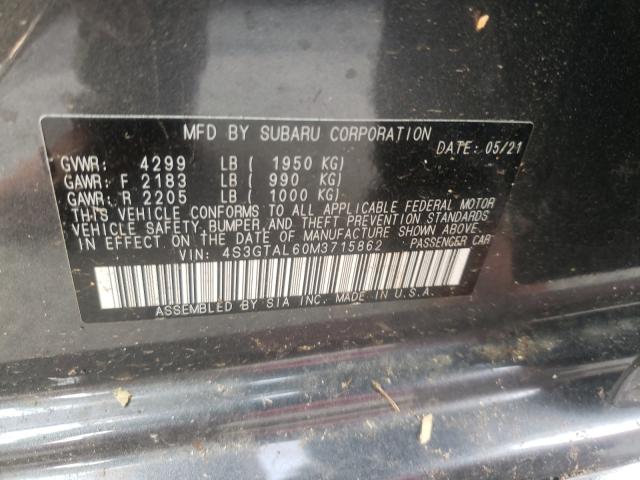 MFD BY SUBARU CORPORATION
DATE: 05/21
GVWR: 4299 LB ( 1950 KG)
GAWR: F 2183 LB ( 990 KG)
GAWR: R 2205 LB ( 1000 KG)
THIS VEHICLE CONFORMS TO ALL APPLICABLE FEDERAL MOTOR
VEHICLE SAFETY,BUMPER, AND THEFT PREVENTION STANDARDS
IN EFFECT ON THE DATE OF MANUFACTURE SHOWN ABOVE.
VIN: 4S3GTAL60M3715862 PASSENGER CAR
ASSEMBLED BY SIA INC. MADE IN U.S.A.